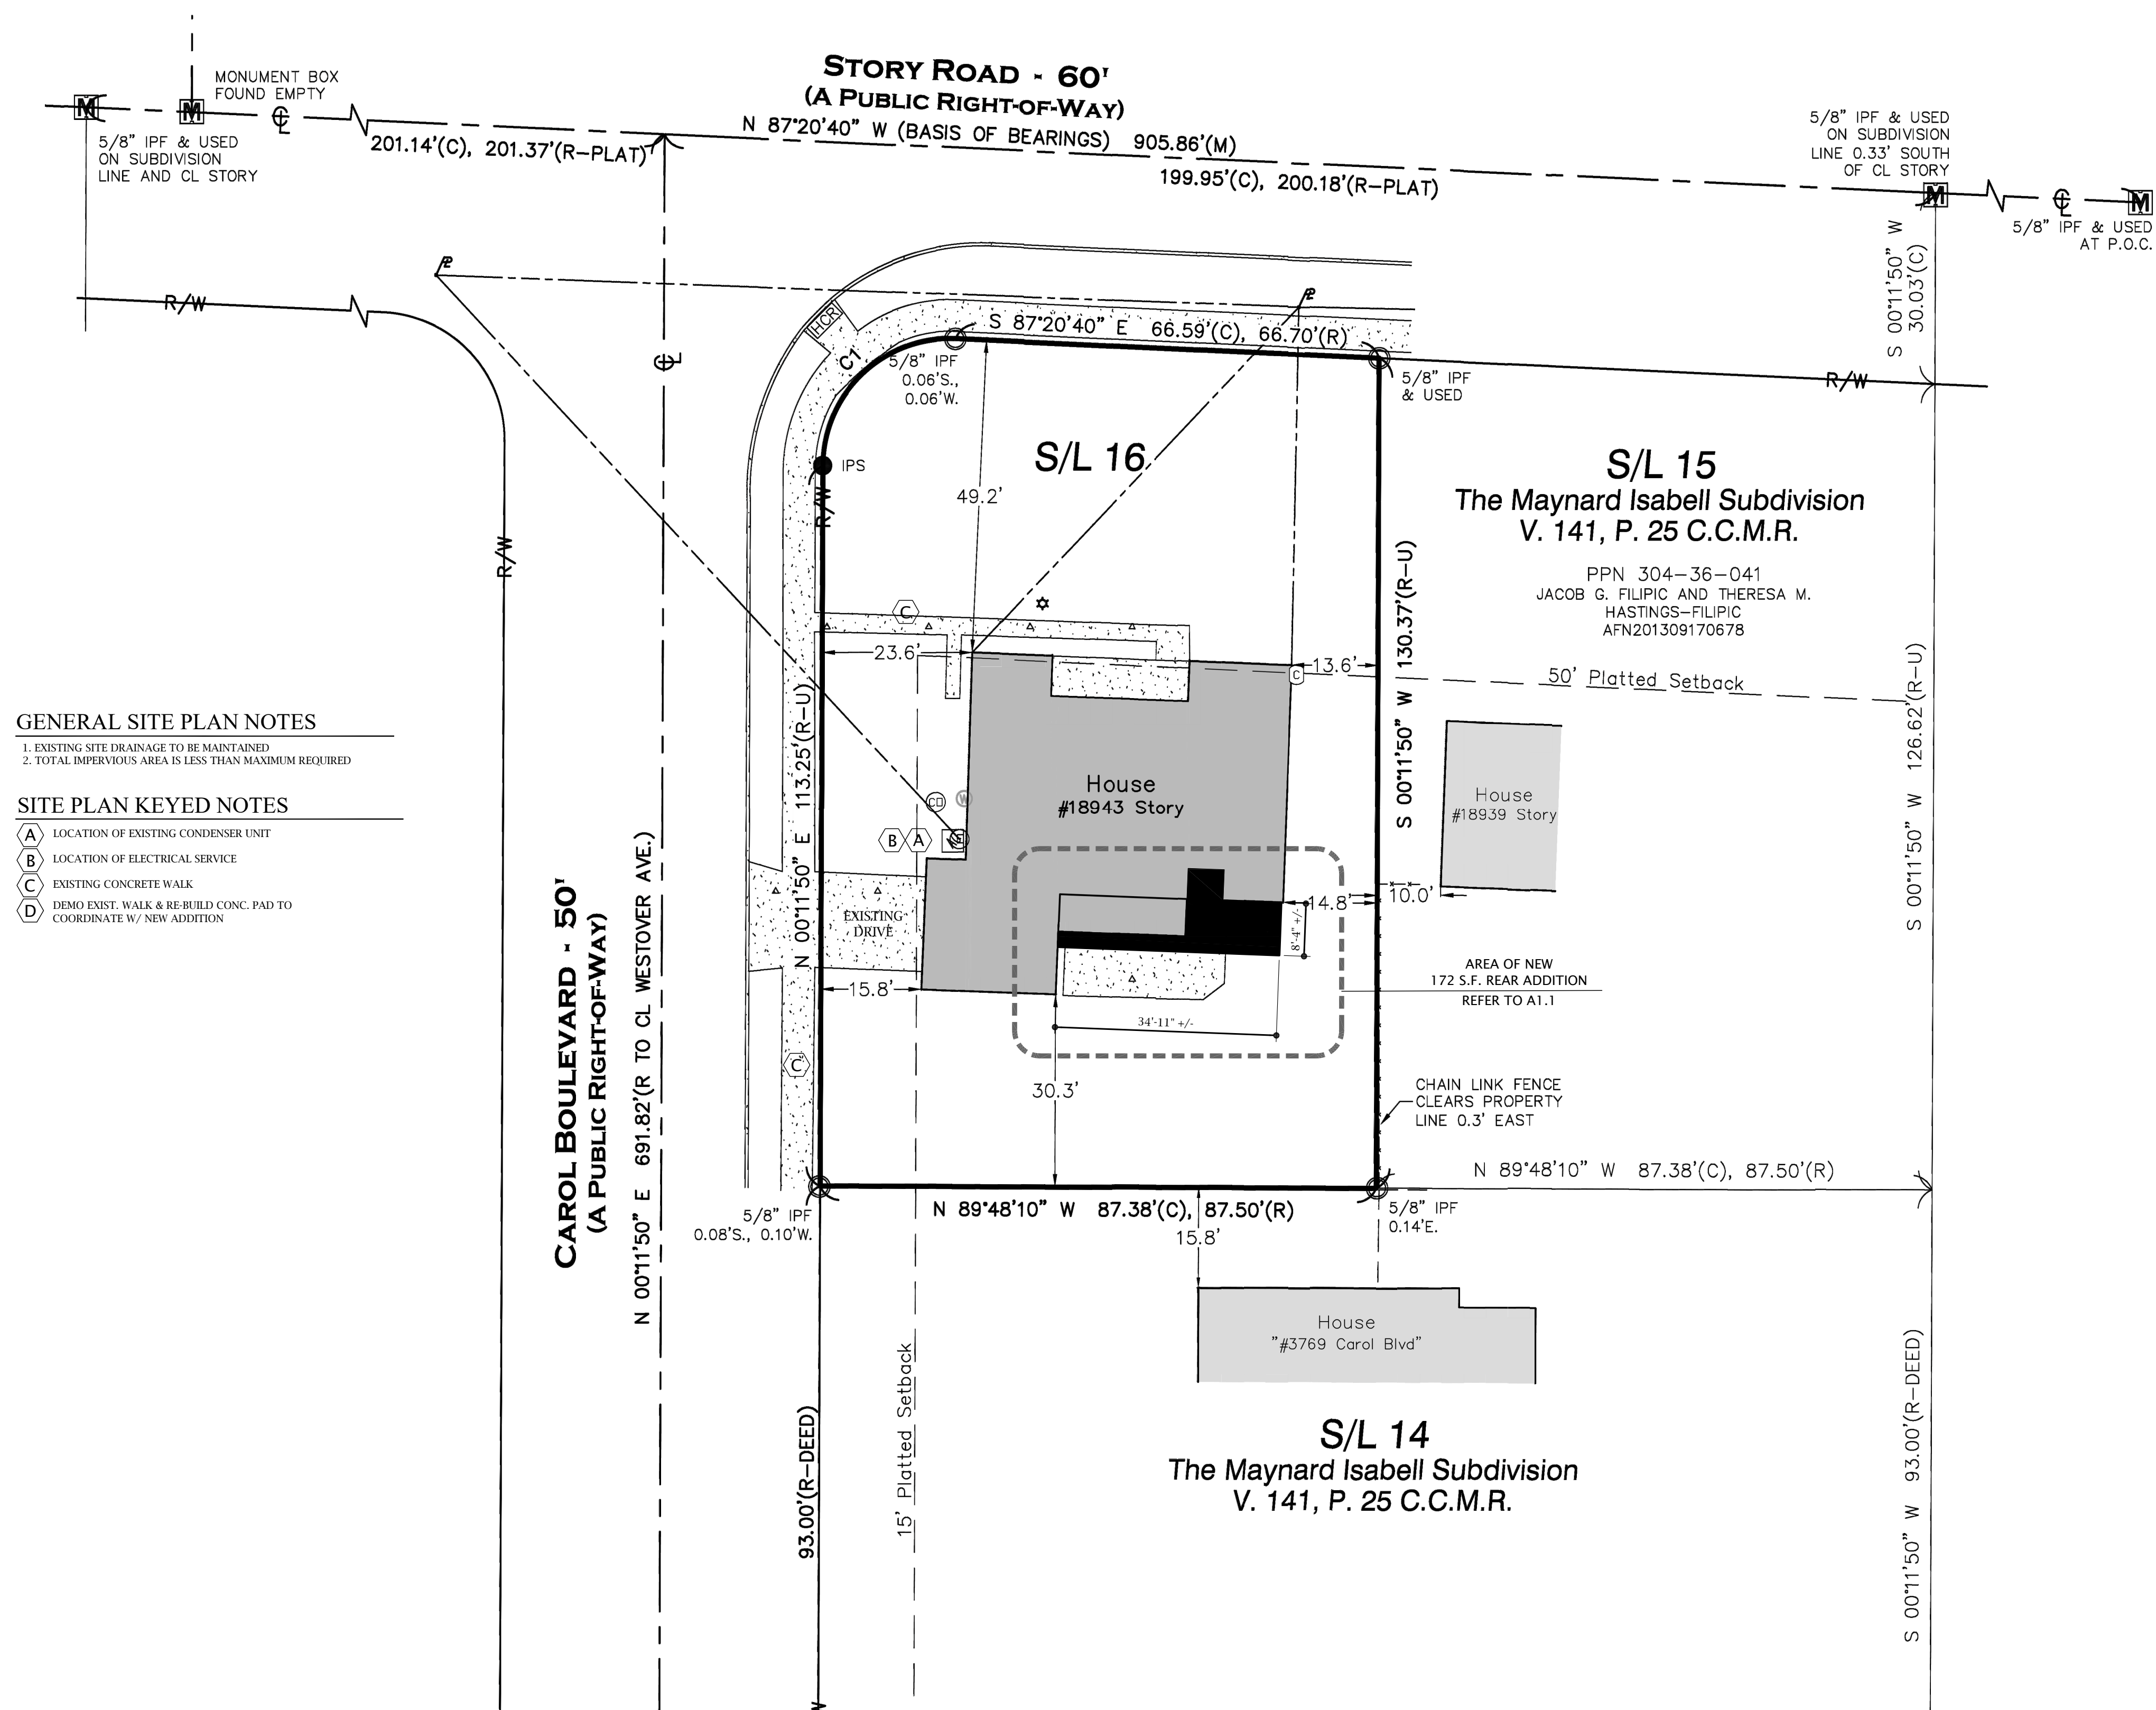 STORY ROAD - 60'
(A PUBLIC RIGHT-OF-WAY)
N 87°20'40" W (BASIS OF BEARINGS) 905.86'(M)
MONUMENT BOX
FOUND EMPTY
M
M
5/8" IPF & USED
ON SUBDIVISION
LINE AND CL STORY
201.14'(C), 201.37'(R-PLAT)
199.95'(C), 200.18'(R-PLAT)
5/8" IPF & USED
ON SUBDIVISION
LINE 0.33' SOUTH
OF CL STORY
M
M
5/8" IPF & USED
AT P.O.C.
S 00°11'50" W
30.03'(C)
R/W
HCR
C1
S 87°20'40" E 66.59'(C), 66.70'(R)
5/8" IPF
0.06'S.,
0.06'W.
5/8" IPF
& USED
R/W
IPS
R/W
R/W
S/L 16
49.2'
S/L 15
The Maynard Isabell Subdivision
V. 141, P. 25 C.C.M.R.
PPN 304-36-041
JACOB G. FILIPIC AND THERESA M.
HASTINGS-FILIPIC
AFN201309170678
S 00°11'50" W 130.37'(R-U)
C
23.6'
13.6'
C
50' Platted Setback
S 00°11'50" W 126.62'(R-U)
GENERAL SITE PLAN NOTES
1. EXISTING SITE DRAINAGE TO BE MAINTAINED
2. TOTAL IMPERVIOUS AREA IS LESS THAN MAXIMUM REQUIRED
SITE PLAN KEYED NOTES
A LOCATION OF EXISTING CONDENSER UNIT
B LOCATION OF ELECTRICAL SERVICE
C EXISTING CONCRETE WALK
D DEMO EXIST. WALK & RE-BUILD CONC. PAD TO
COORDINATE W/ NEW ADDITION
N 00°11'50" E 113.25'(R-U)
House
#18943 Story
House
#18939 Story
CO
W
B
A
EXISTING
DRIVE
14.8'
10.0'
8'-4" +/-
15.8'
34'-11" +/-
AREA OF NEW
172 S.F. REAR ADDITION
REFER TO A1.1
C
30.3'
CHAIN LINK FENCE
CLEARS PROPERTY
LINE 0.3' EAST
CAROL BOULEVARD - 50'
(A PUBLIC RIGHT-OF-WAY)
N 00°11'50" E 691.82'(R TO CL WESTOVER AVE.)
N 89°48'10" W 87.38'(C), 87.50'(R)
N 89°48'10" W 87.38'(C), 87.50'(R)
5/8" IPF
0.08'S., 0.10'W.
5/8" IPF
0.14'E.
15.8'
House
"#3769 Carol Blvd"
93.00'(R-DEED)
15' Platted Setback
S/L 14
The Maynard Isabell Subdivision
V. 141, P. 25 C.C.M.R.
S 00°11'50" W 93.00'(R-DEED)